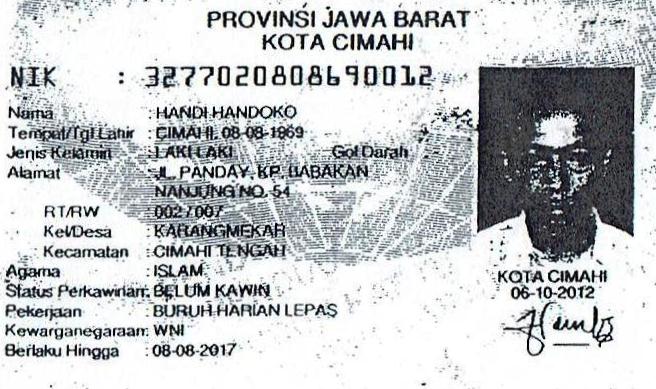 PROVINSI JAWA BARAT
KOTA CIMAHI
NIK : 3277020808690012
Nama : HANDI HANDOKO
Tempat/Tgl Lahir : CIMAHI, 08-08-1969
Jenis Kelamin : LAKI LAKI Gol Darah :
Alamat : JL. PANDAY, KP. BABAKAN
NANJUNG NO. 54
RT/RW : 002 / 007
Kel/Desa : KARANGMEKAR
Kecamatan : CIMAHI TENGAH
Agama : ISLAM
Status Perkawinan: BELUM KAWIN
Pekerjaan : BURUH HARIAN LEPAS
Kewarganegaraan: WNI
Berlaku Hingga : 08-08-2017
KOTA CIMAHI
06-10-2012